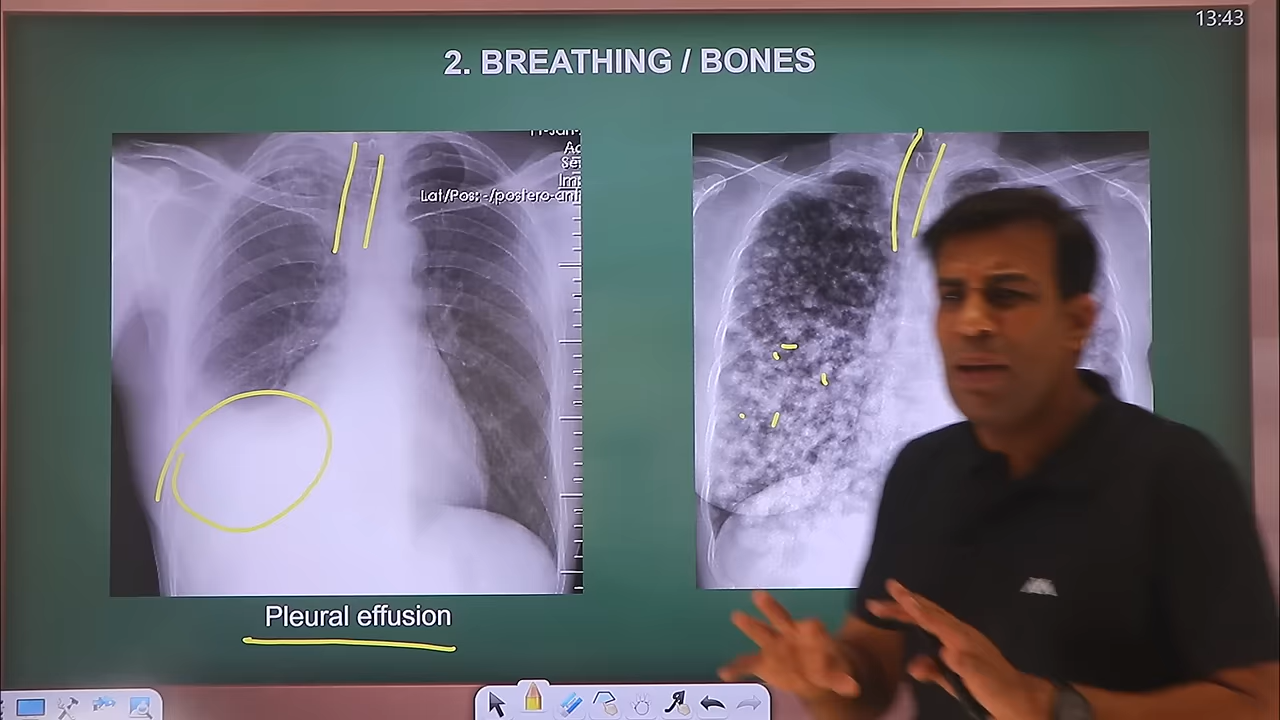 13:43
2. BREATHING / BONES
Lat/Pos: -/postero-ant
Pleural effusion